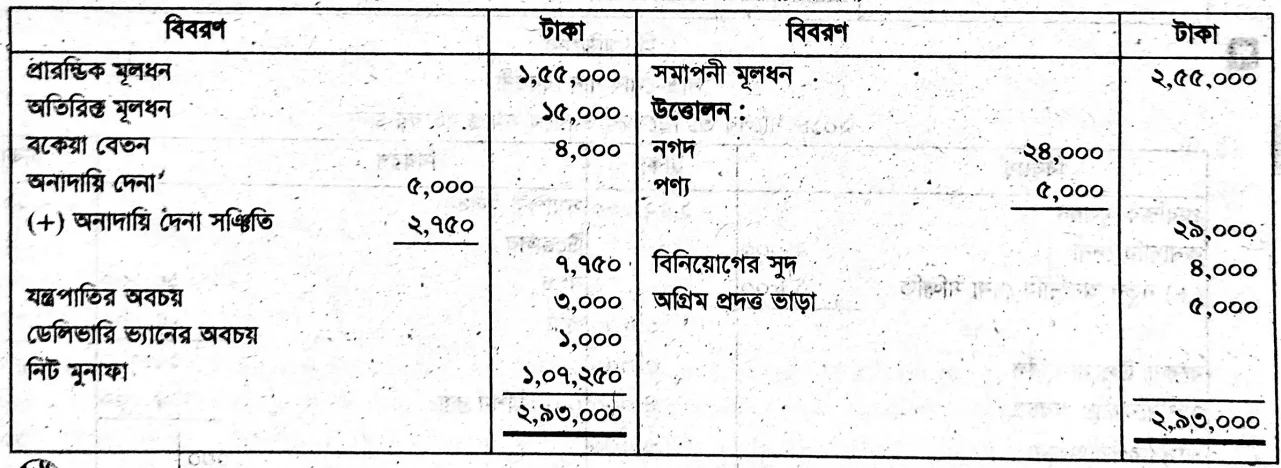 বিবরণ টাকা বিবরণ টাকা
প্রারম্ভিক মূলধন ১,৫৫,০০০ সমাপনী মূলধন ২,৫৫,০০০
অতিরিক্ত মূলধন ১৫,০০০ উত্তোলন :
বকেয়া বেতন ৪,০০০ নগদ ২৪,০০০
অনাদায়ি দেনা ৫,০০০ পণ্য ৫,০০০
(+) অনাদায়ি দেনা সঞ্চিতি ২,৭৫০ ২৯,০০০
৭,৭৫০ বিনিয়োগের সুদ ৪,০০০
যন্ত্রপাতির অবচয় ৩,০০০ অগ্রিম প্রদত্ত ভাড়া ৫,০০০
ডেলিভারি ভ্যানের অবচয় ১,০০০
নিট মুনাফা ১,০৭,২৫০
২,৯৩,০০০ ২,৯৩,০০০